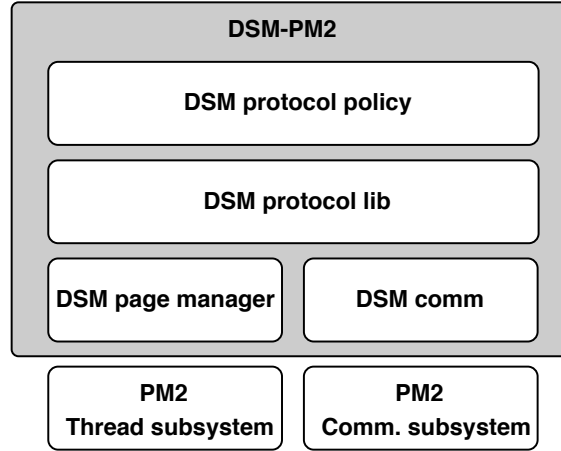 DSM-PM2
DSM protocol policy
DSM protocol lib
DSM page manager
DSM comm
PM2
Thread subsystem
PM2
Comm. subsystem